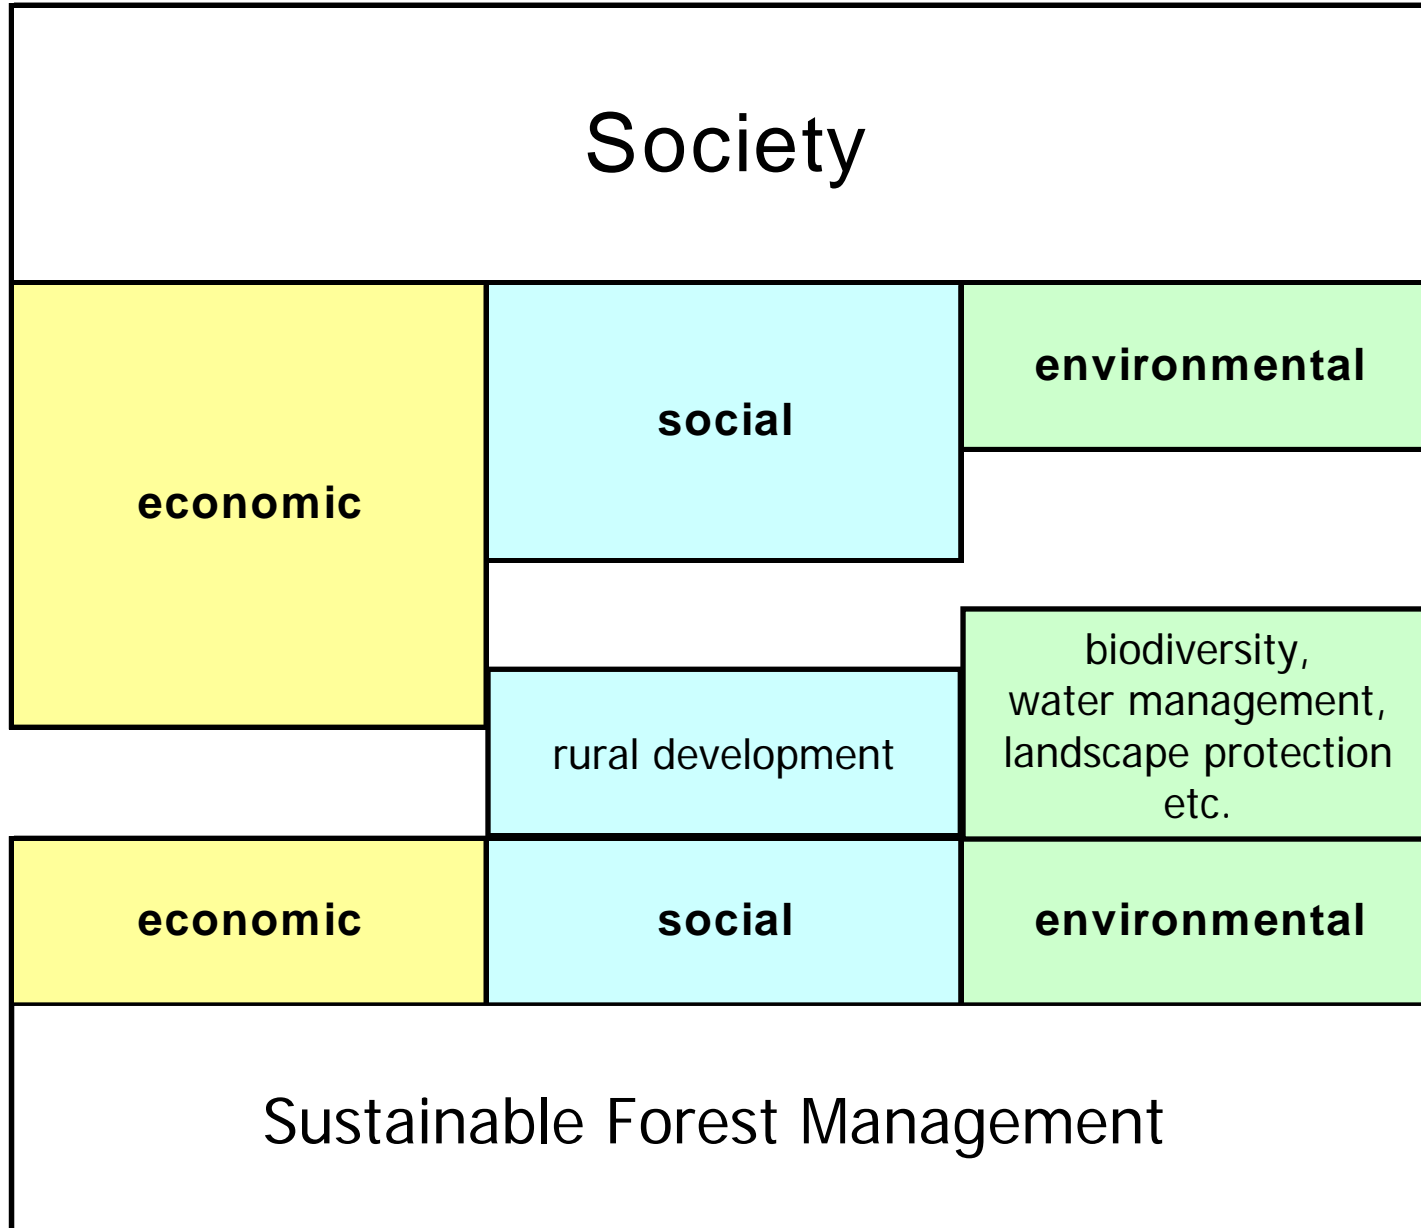 Society
economic
social
environmental
rural development
biodiversity,
water management,
landscape protection
etc.
economic
social
environmental
Sustainable Forest Management